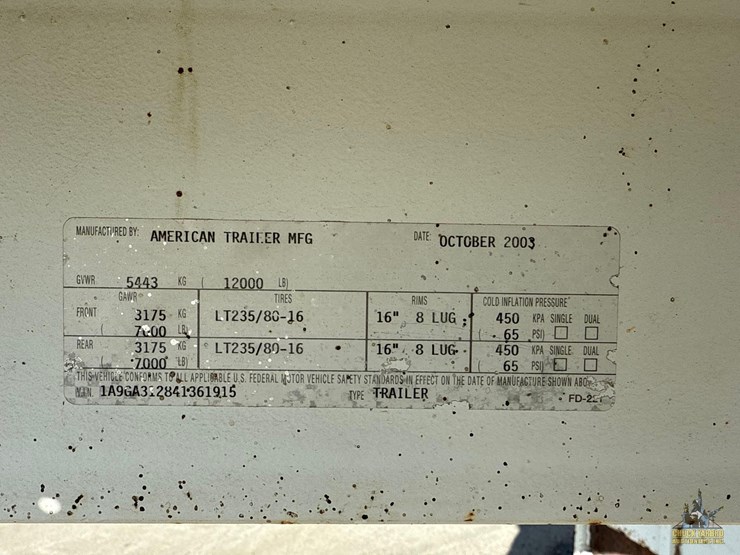 MANUFACTURED BY: AMERICAN TRAILER MFG DATE: OCTOBER 2003
GVWR 5443 KG ( 12000 LB)
GAWR TIRES RIMS COLD INFLATION PRESSURE
FRONT 3175 KG LT235/80-16 16" 8 LUG 450 KPA SINGLE DUAL
( 7000 LB) ( 65 PSI)
REAR 3175 KG LT235/80-16 16" 8 LUG 450 KPA SINGLE DUAL
( 7000 LB) ( 65 PSI)
THIS VEHICLE CONFORMS TO ALL APPLICABLE U.S. FEDERAL MOTOR VEHICLE SAFETY STANDARDS IN EFFECT ON THE DATE OF MANUFACTURE SHOWN
V.I.N. TYPE TRAILER